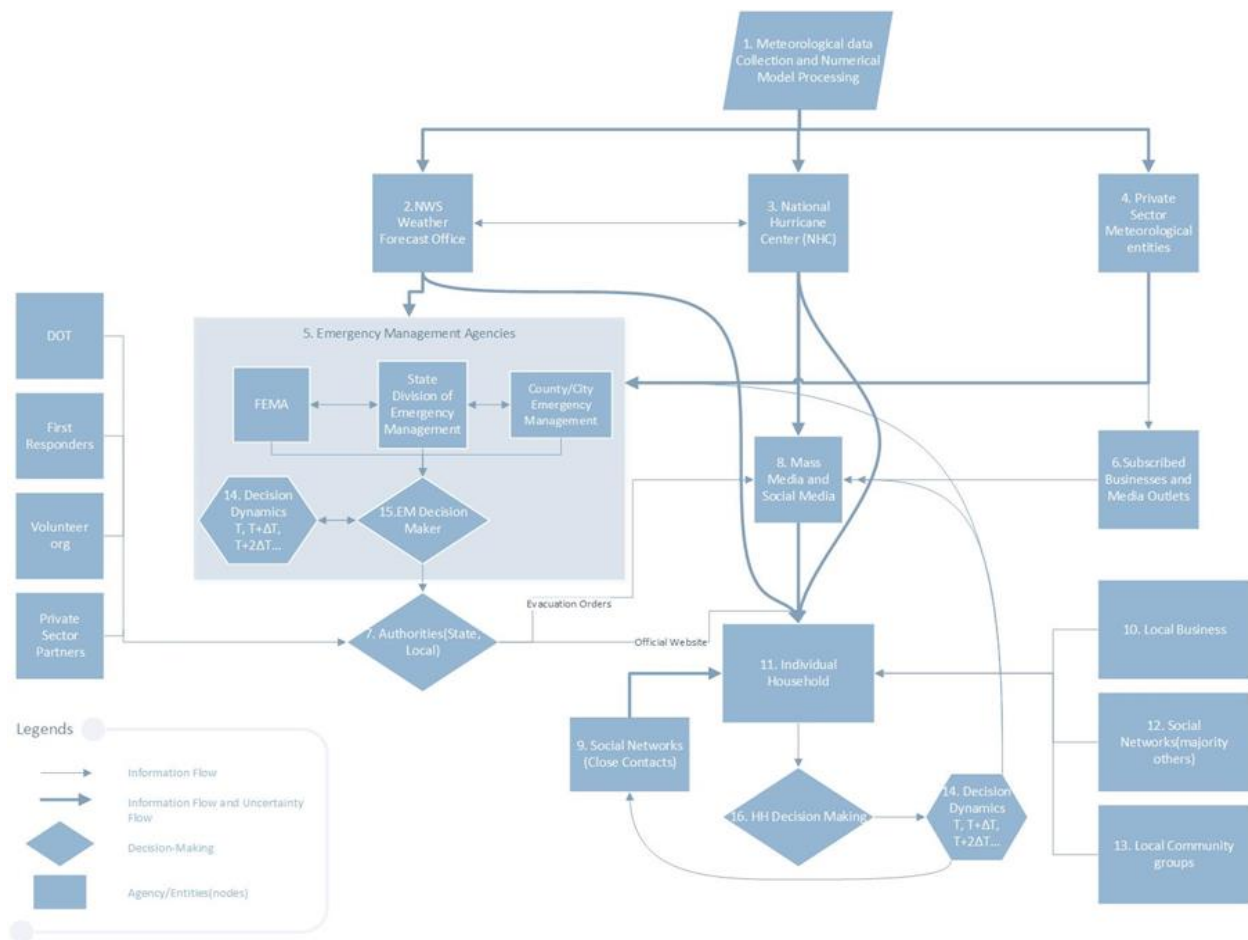 1. Meteorological data
Collection and Numerical
Model Processing
2.NWS
Weather
Forecast Office
3. National
Hurricane
Center (NHC)
4. Private
Sector
Meteorological
entities
DOT
First
Responders
Volunteer
org
Private
Sector
Partners
5. Emergency Management Agencies
FEMA
State
Division of
Emergency
Management
County/City
Emergency
Management
14. Decision
Dynamics
T, T+ΔT,
T+2ΔT...
15.EM Decision
Maker
8. Mass
Media and
Social Media
6.Subscribed
Businesses and
Media Outlets
7. Authorities(State,
Local)
Evacuation Orders
Official Website
11. Individual
Household
10. Local Business
12. Social
Networks(majority
others)
13. Local Community
groups
9. Social Networks
(Close Contacts)
16. HH Decision Making
14. Decision
Dynamics
T, T+ΔT,
T+2ΔT...
Legends
Information Flow
Information Flow and Uncertainty
Flow
Decision-Making
Agency/Entities(nodes)